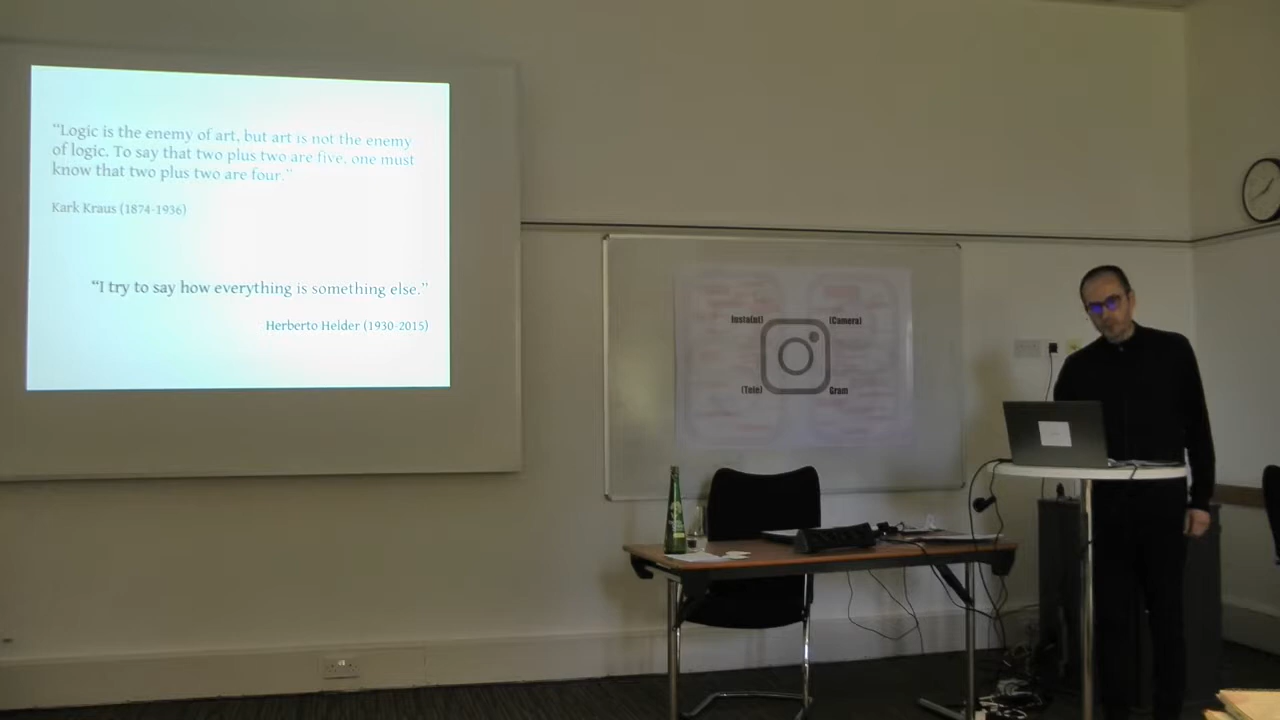 “Logic is the enemy of art, but art is not the enemy
of logic. To say that two plus two are five, one must
know that two plus two are four.”
Kark Kraus (1874-1936)
“I try to say how everything is something else.”
Herberto Helder (1930-2015)
Insta(nt)
(Camera)
(Tele)
Gram